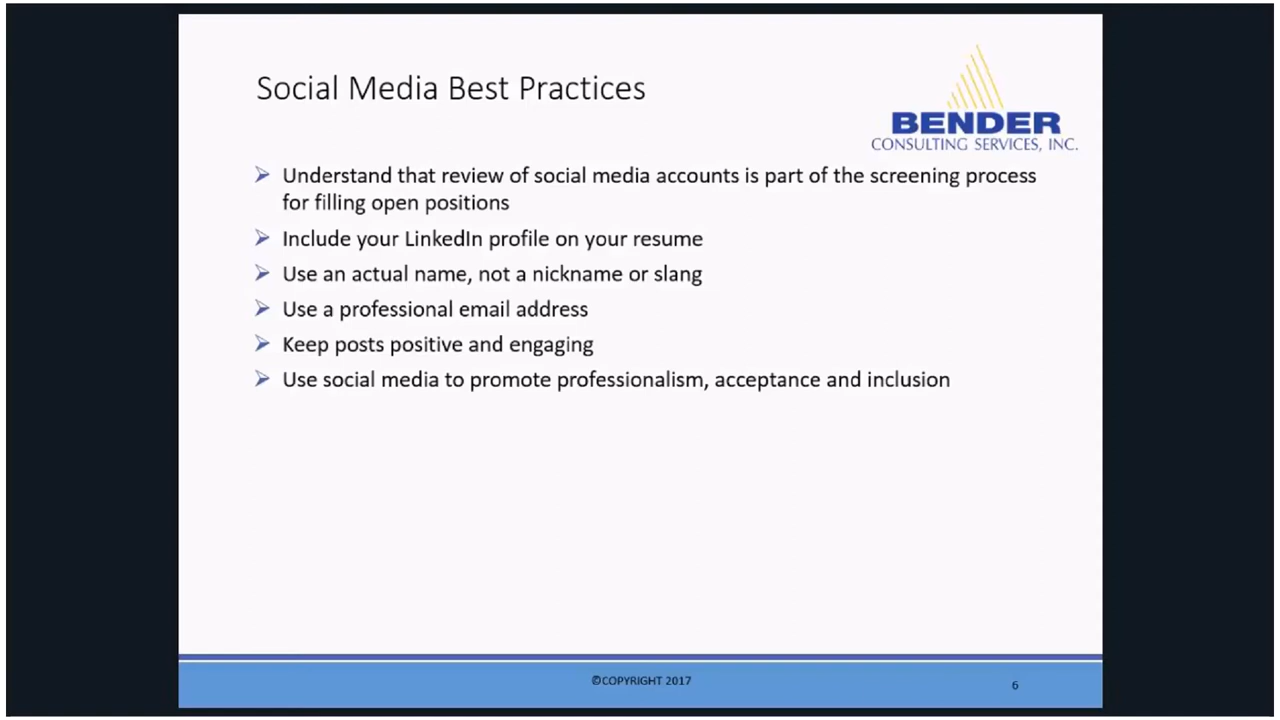 Social Media Best Practices
BENDER
CONSULTING SERVICES, INC.
Understand that review of social media accounts is part of the screening process
for filling open positions
Include your LinkedIn profile on your resume
Use an actual name, not a nickname or slang
Use a professional email address
Keep posts positive and engaging
Use social media to promote professionalism, acceptance and inclusion
©COPYRIGHT 2017
6